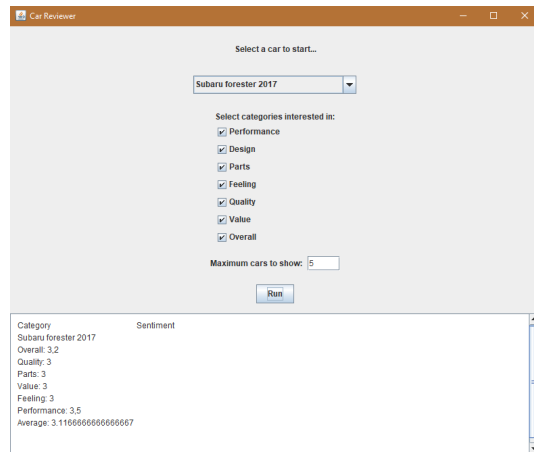 Car Reviewer
Select a car to start...
Subaru forester 2017
Select categories interested in:
Performance
Design
Parts
Feeling
Quality
Value
Overall
Maximum cars to show: 5
Run
Category Sentiment
Subaru forester 2017
Overall: 3,2
Quality: 3
Parts: 3
Value: 3
Feeling: 3
Performance: 3,5
Average: 3.1166666666666667